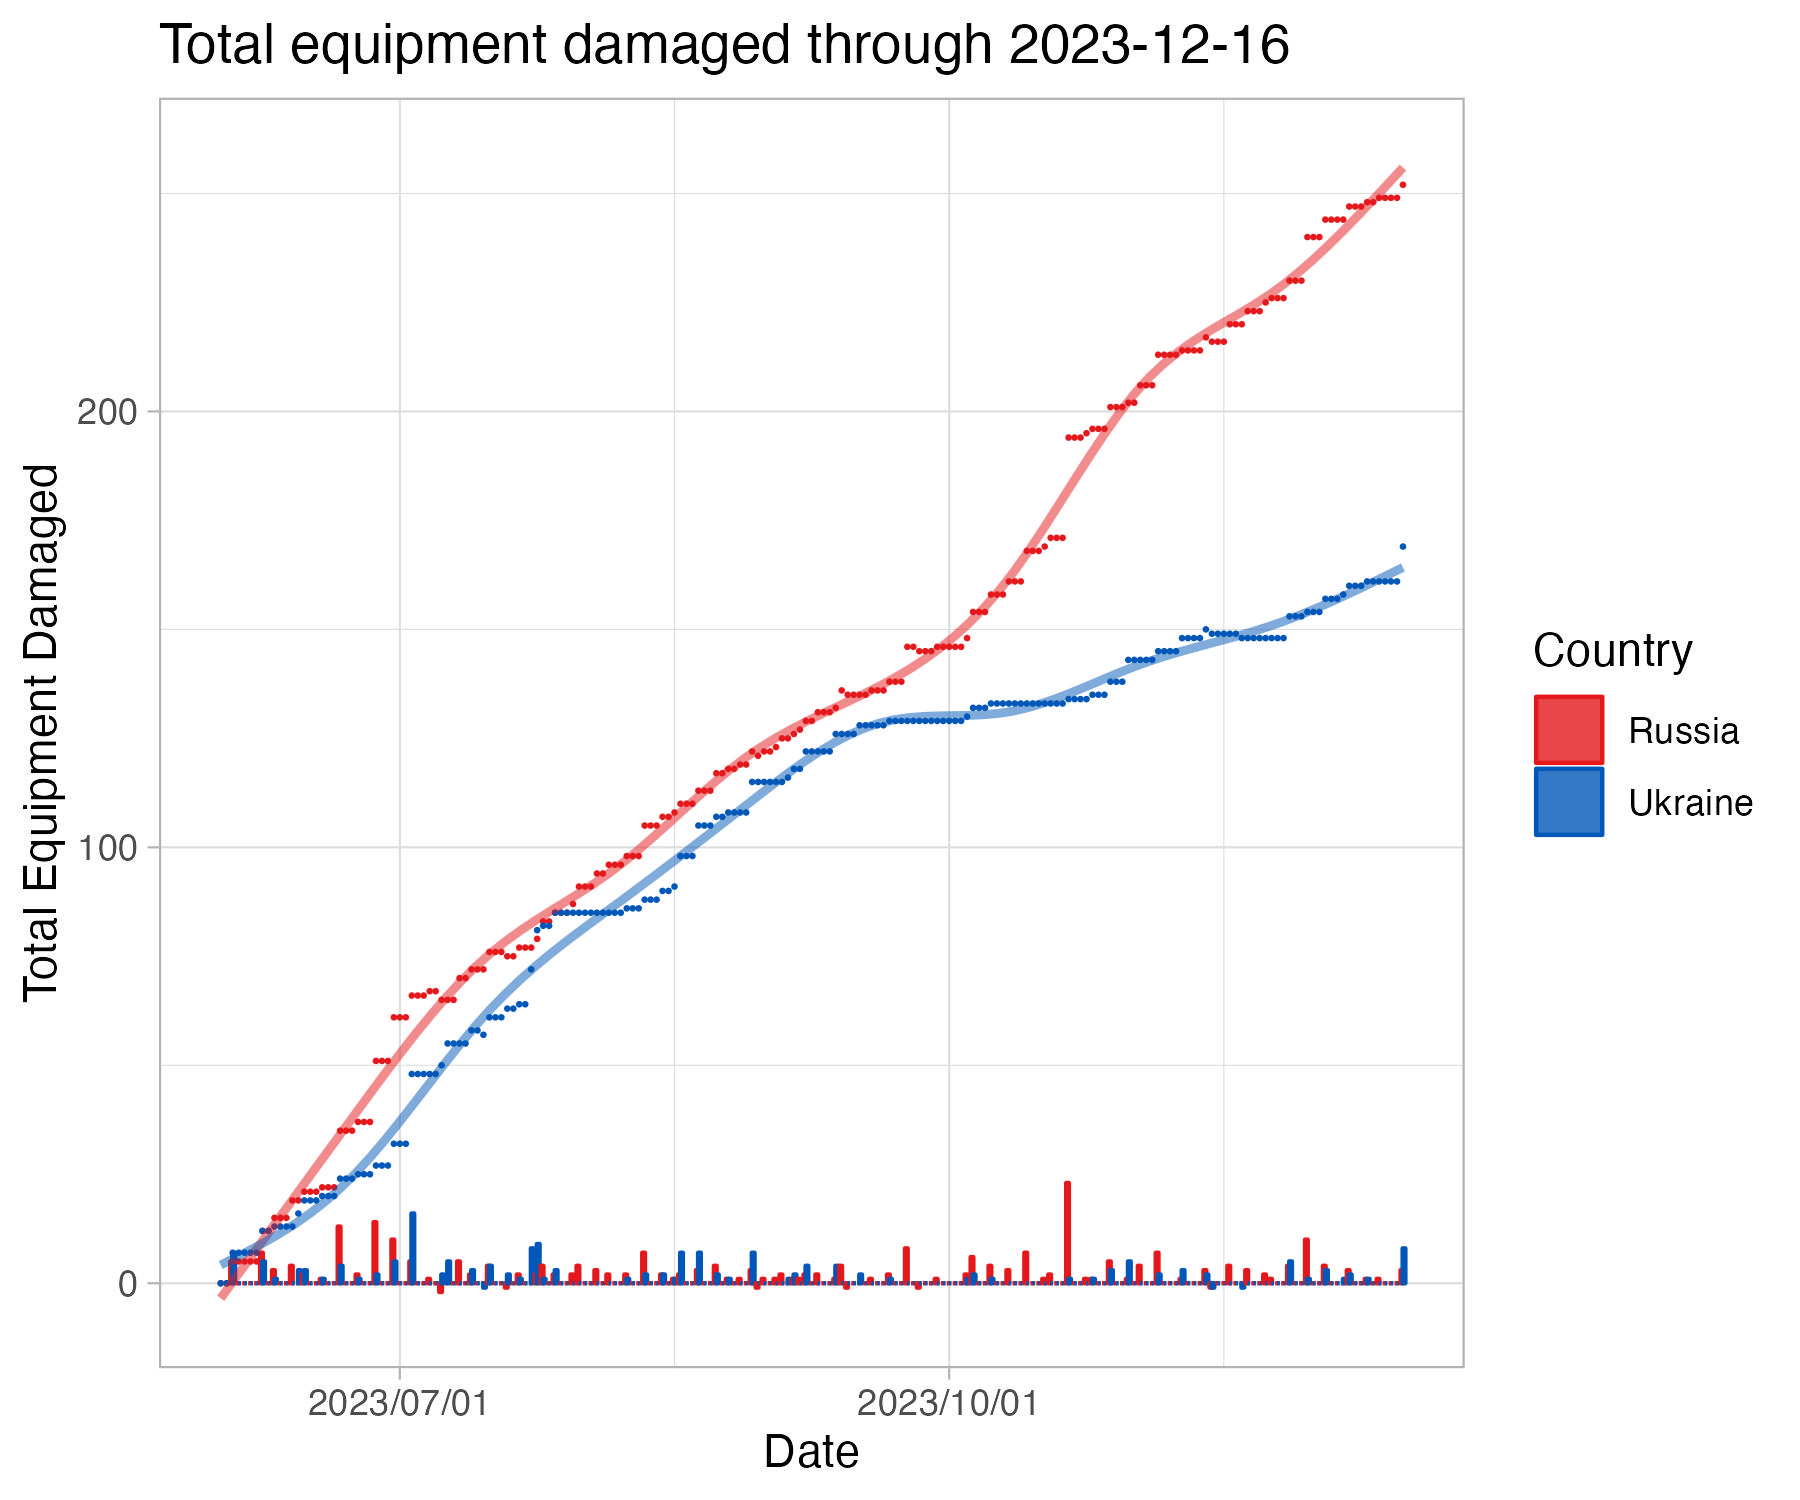 Total equipment damaged through 2023-12-16
Total Equipment Damaged
200
100
0
2023/07/01
2023/10/01
Date
Country
Russia
Ukraine